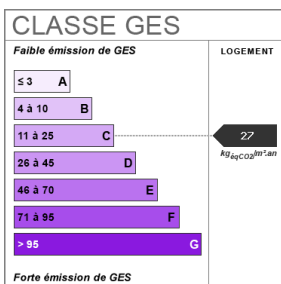 CLASSE GES
Faible émission de GES
LOGEMENT
≤ 3 A
4 à 10 B
11 à 25 C
27
kgéqCO2/m².an
26 à 45 D
46 à 70 E
71 à 95 F
> 95 G
Forte émission de GES